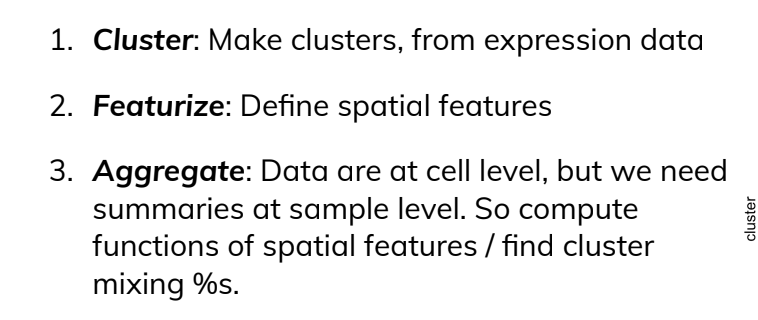 1. Cluster: Make clusters, from expression data
2. Featurize: Define spatial features
3. Aggregate: Data are at cell level, but we need
summaries at sample level. So compute
functions of spatial features / find cluster
mixing %s.
cluster